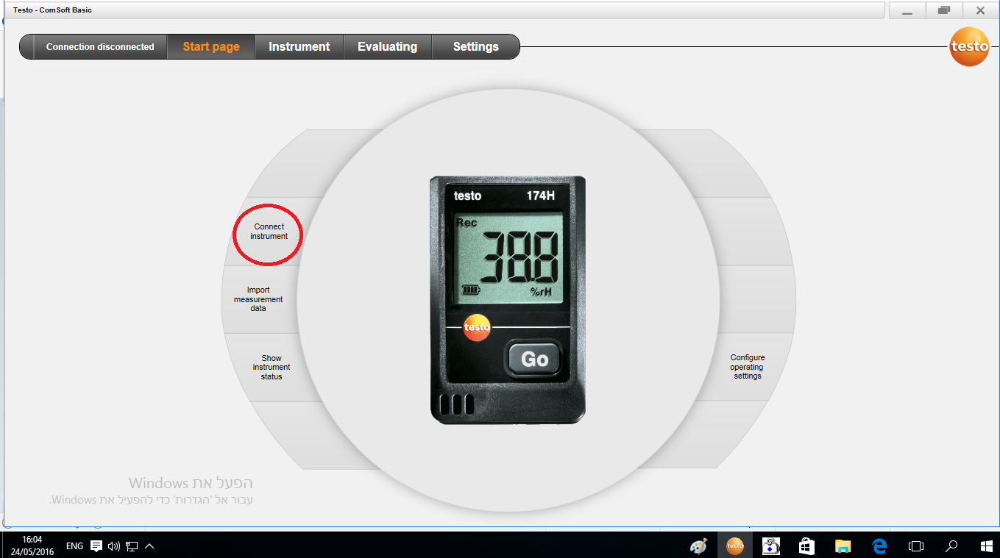 Testo - ComSoft Basic
Connection disconnected
Start page
Instrument
Evaluating
Settings
testo
testo 174H
Rec
38.8
%rH
testo
Go
Connect
instrument
Import
measurement
data
Show
instrument
status
Configure
operating
settings
הפעל את Windows
עבור אל 'הגדרות' כדי להפעיל את Windows.
16:04
24/05/2016
ENG
testo